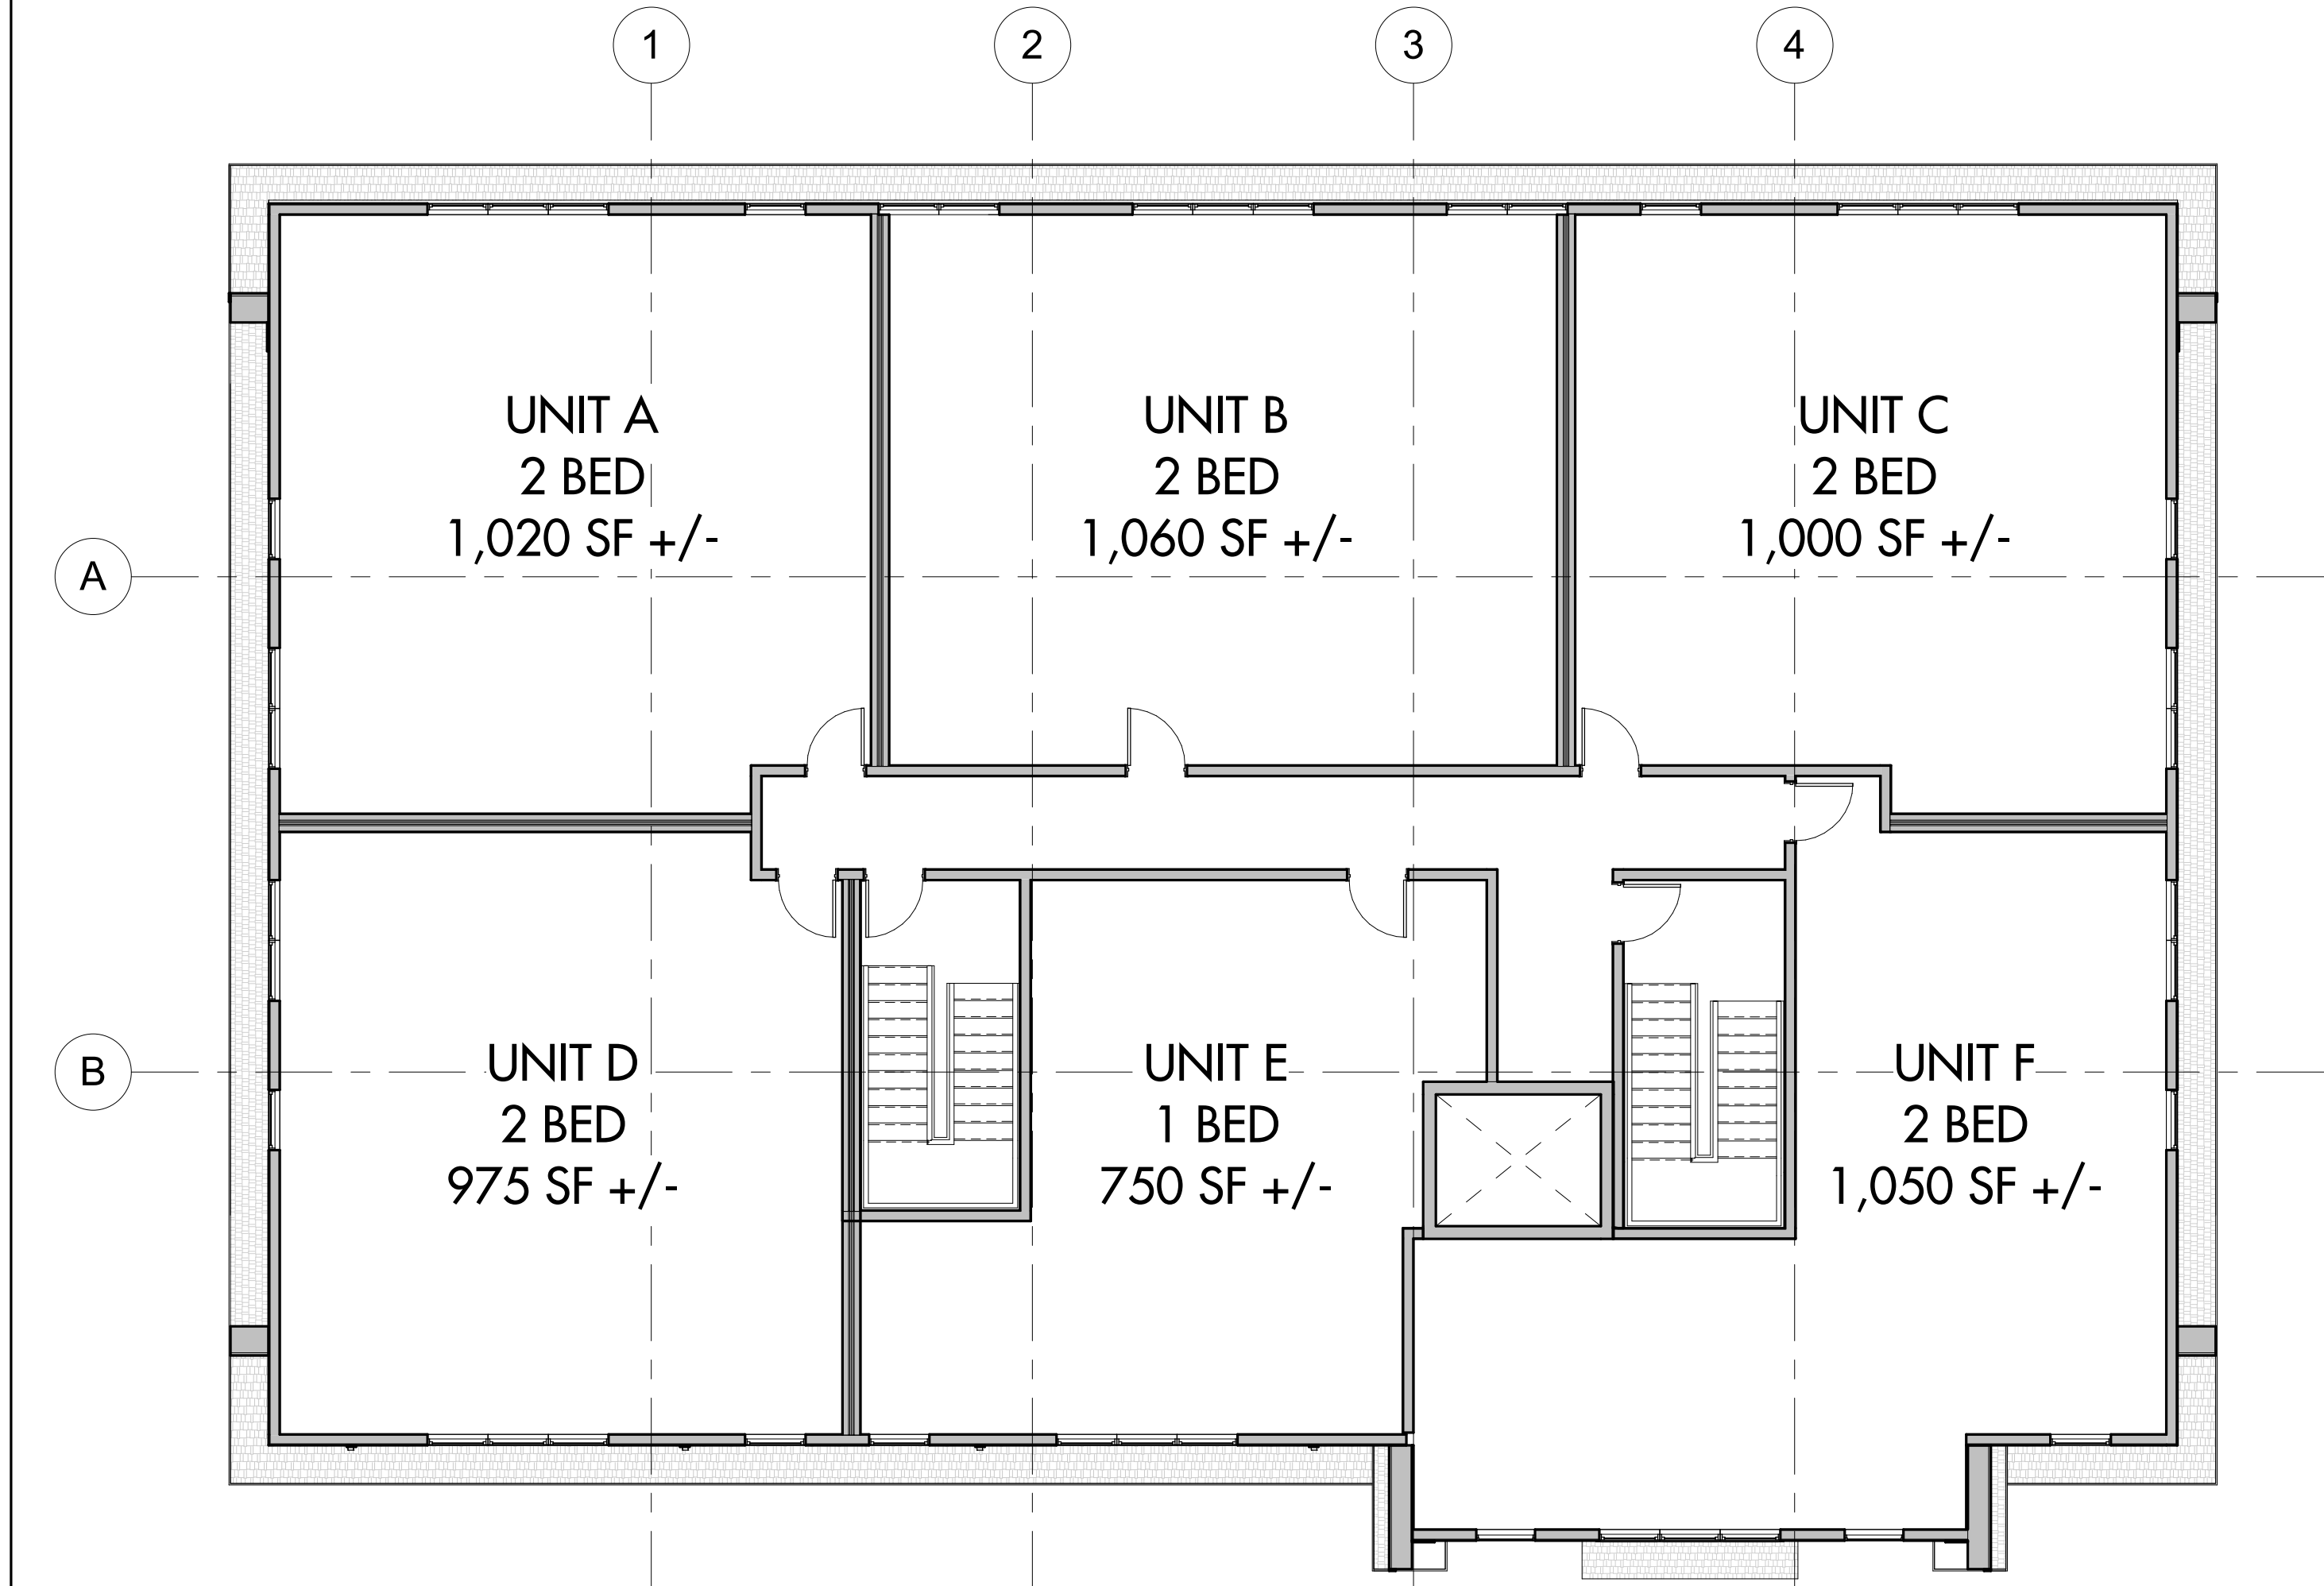 1
2
3
4
UNIT A
2 BED
1,020 SF +/-
UNIT B
2 BED
1,060 SF +/-
UNIT C
2 BED
1,000 SF +/-
A
B
UNIT D
2 BED
975 SF +/-
UNIT E
1 BED
750 SF +/-
UNIT F
2 BED
1,050 SF +/-